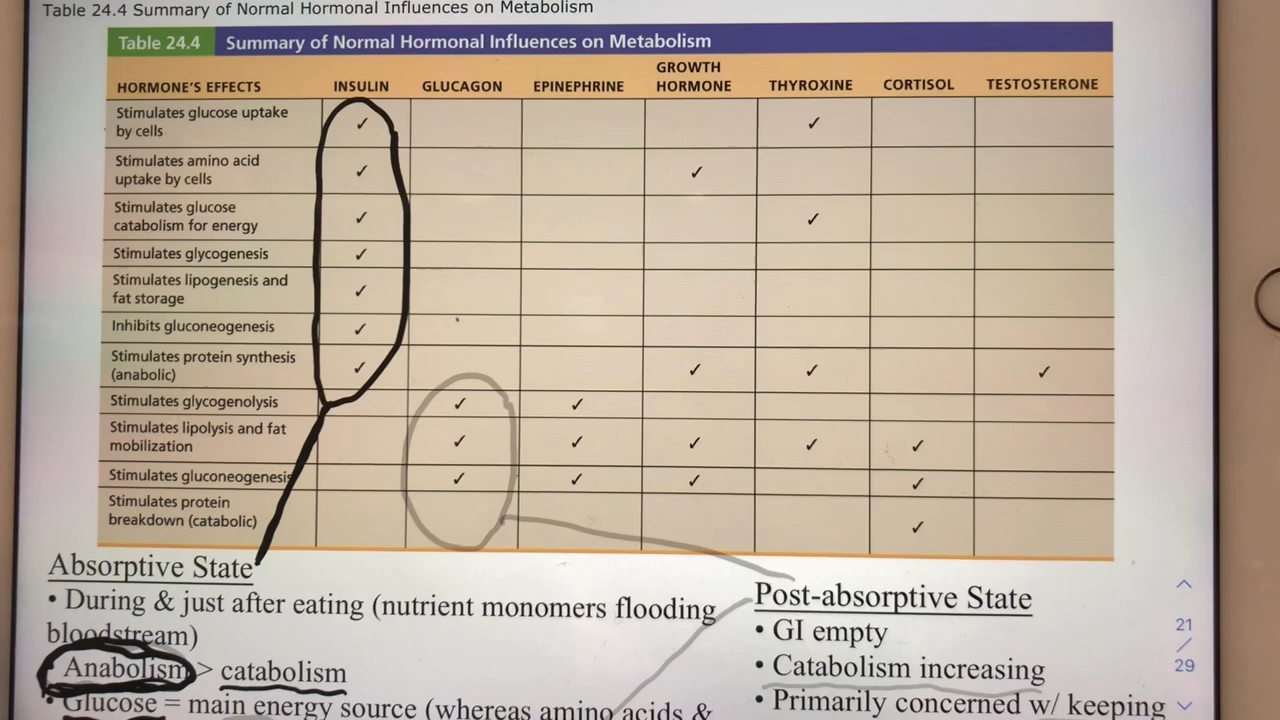 Table 24.4 Summary of Normal Hormonal Influences on Metabolism
Table 24.4 Summary of Normal Hormonal Influences on Metabolism
HORMONE'S EFFECTS INSULIN GLUCAGON EPINEPHRINE GROWTH HORMONE THYROXINE CORTISOL TESTOSTERONE
Stimulates glucose uptake
by cells ✓ ✓
Stimulates amino acid
uptake by cells ✓ ✓
Stimulates glucose
catabolism for energy ✓ ✓
Stimulates glycogenesis ✓
Stimulates lipogenesis and
fat storage ✓
Inhibits gluconeogenesis ✓
Stimulates protein synthesis
(anabolic) ✓ ✓ ✓ ✓
Stimulates glycogenolysis ✓ ✓
Stimulates lipolysis and fat
mobilization ✓ ✓ ✓ ✓ ✓
Stimulates gluconeogenesis ✓ ✓ ✓ ✓
Stimulates protein
breakdown (catabolic) ✓
Absorptive State
• During & just after eating (nutrient monomers flooding
bloodstream)
• Anabolism > catabolism
• Glucose = main energy source (whereas amino acids &
Post-absorptive State
• GI empty
• Catabolism increasing
• Primarily concerned w/ keeping
21
/
29